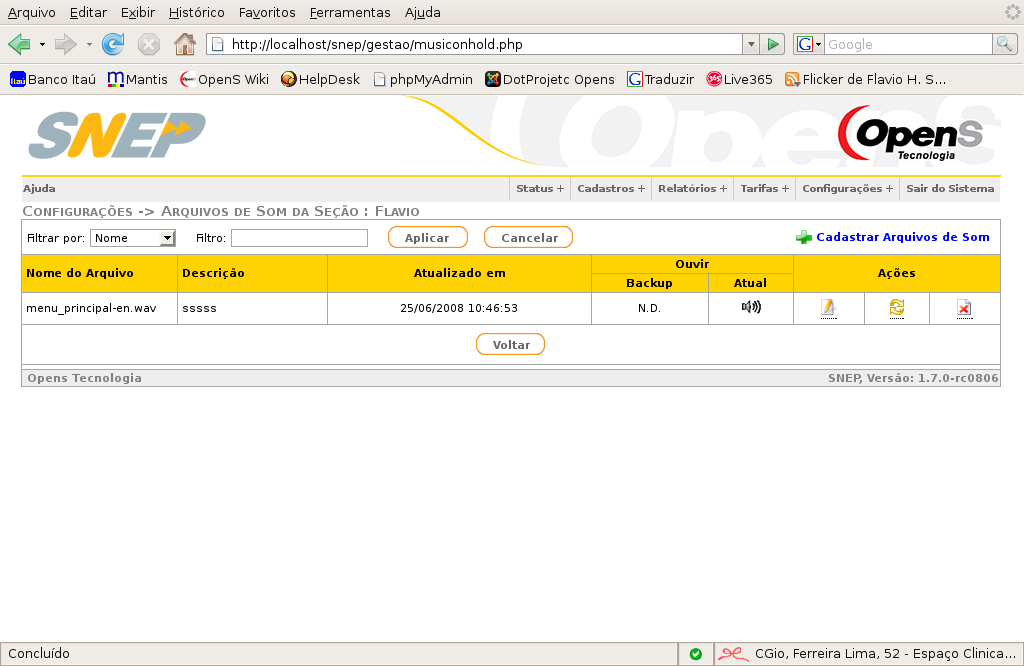 Arquivo Editar Exibir Histórico Favoritos Ferramentas Ajuda
http://localhost/snep/gestao/musiconhold.php G Google
Itaú Banco Itaú Mantis OpenS Wiki HelpDesk phpMyAdmin DotProjetc Opens G Traduzir 365 Live365 Flicker de Flavio H. S...
SNEP OpenS OpenS
Tecnologia
Ajuda Status + Cadastros + Relatórios + Tarifas + Configurações + Sair do Sistema
Configurações -> Arquivos de Som da Seção : Flavio
Filtrar por: Nome Filtro: Aplicar Cancelar Cadastrar Arquivos de Som
Nome do Arquivo Descrição Atualizado em Ouvir Ações
Backup Atual
menu_principal-en.wav sssss 25/06/2008 10:46:53 N.D.
Voltar
Opens Tecnologia SNEP, Versão: 1.7.0-rc0806
Concluído CGio, Ferreira Lima, 52 - Espaço Clinica...